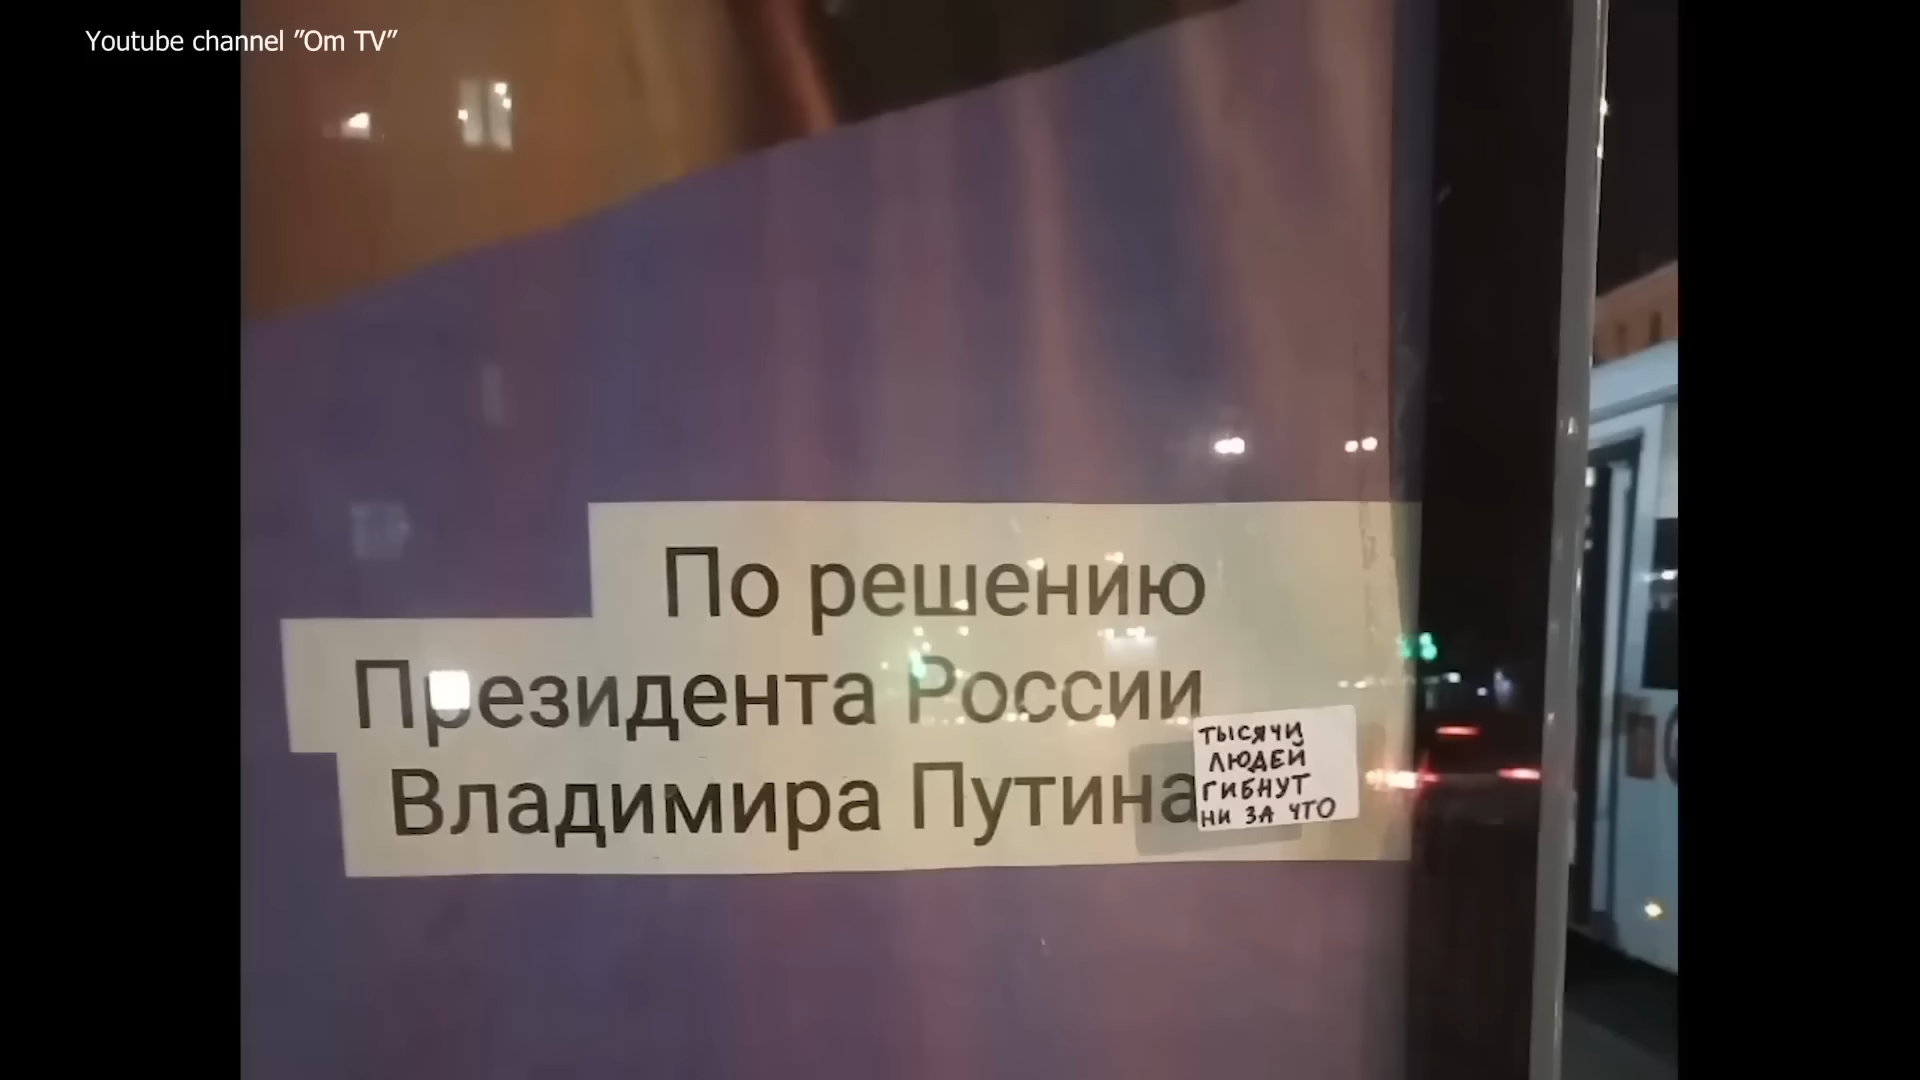 Youtube channel "Om TV"
По решению
Президента России
Владимира Путина
ТЫСЯЧИ
ЛЮДЕЙ
ГИБНУТ
НИ ЗА ЧТО